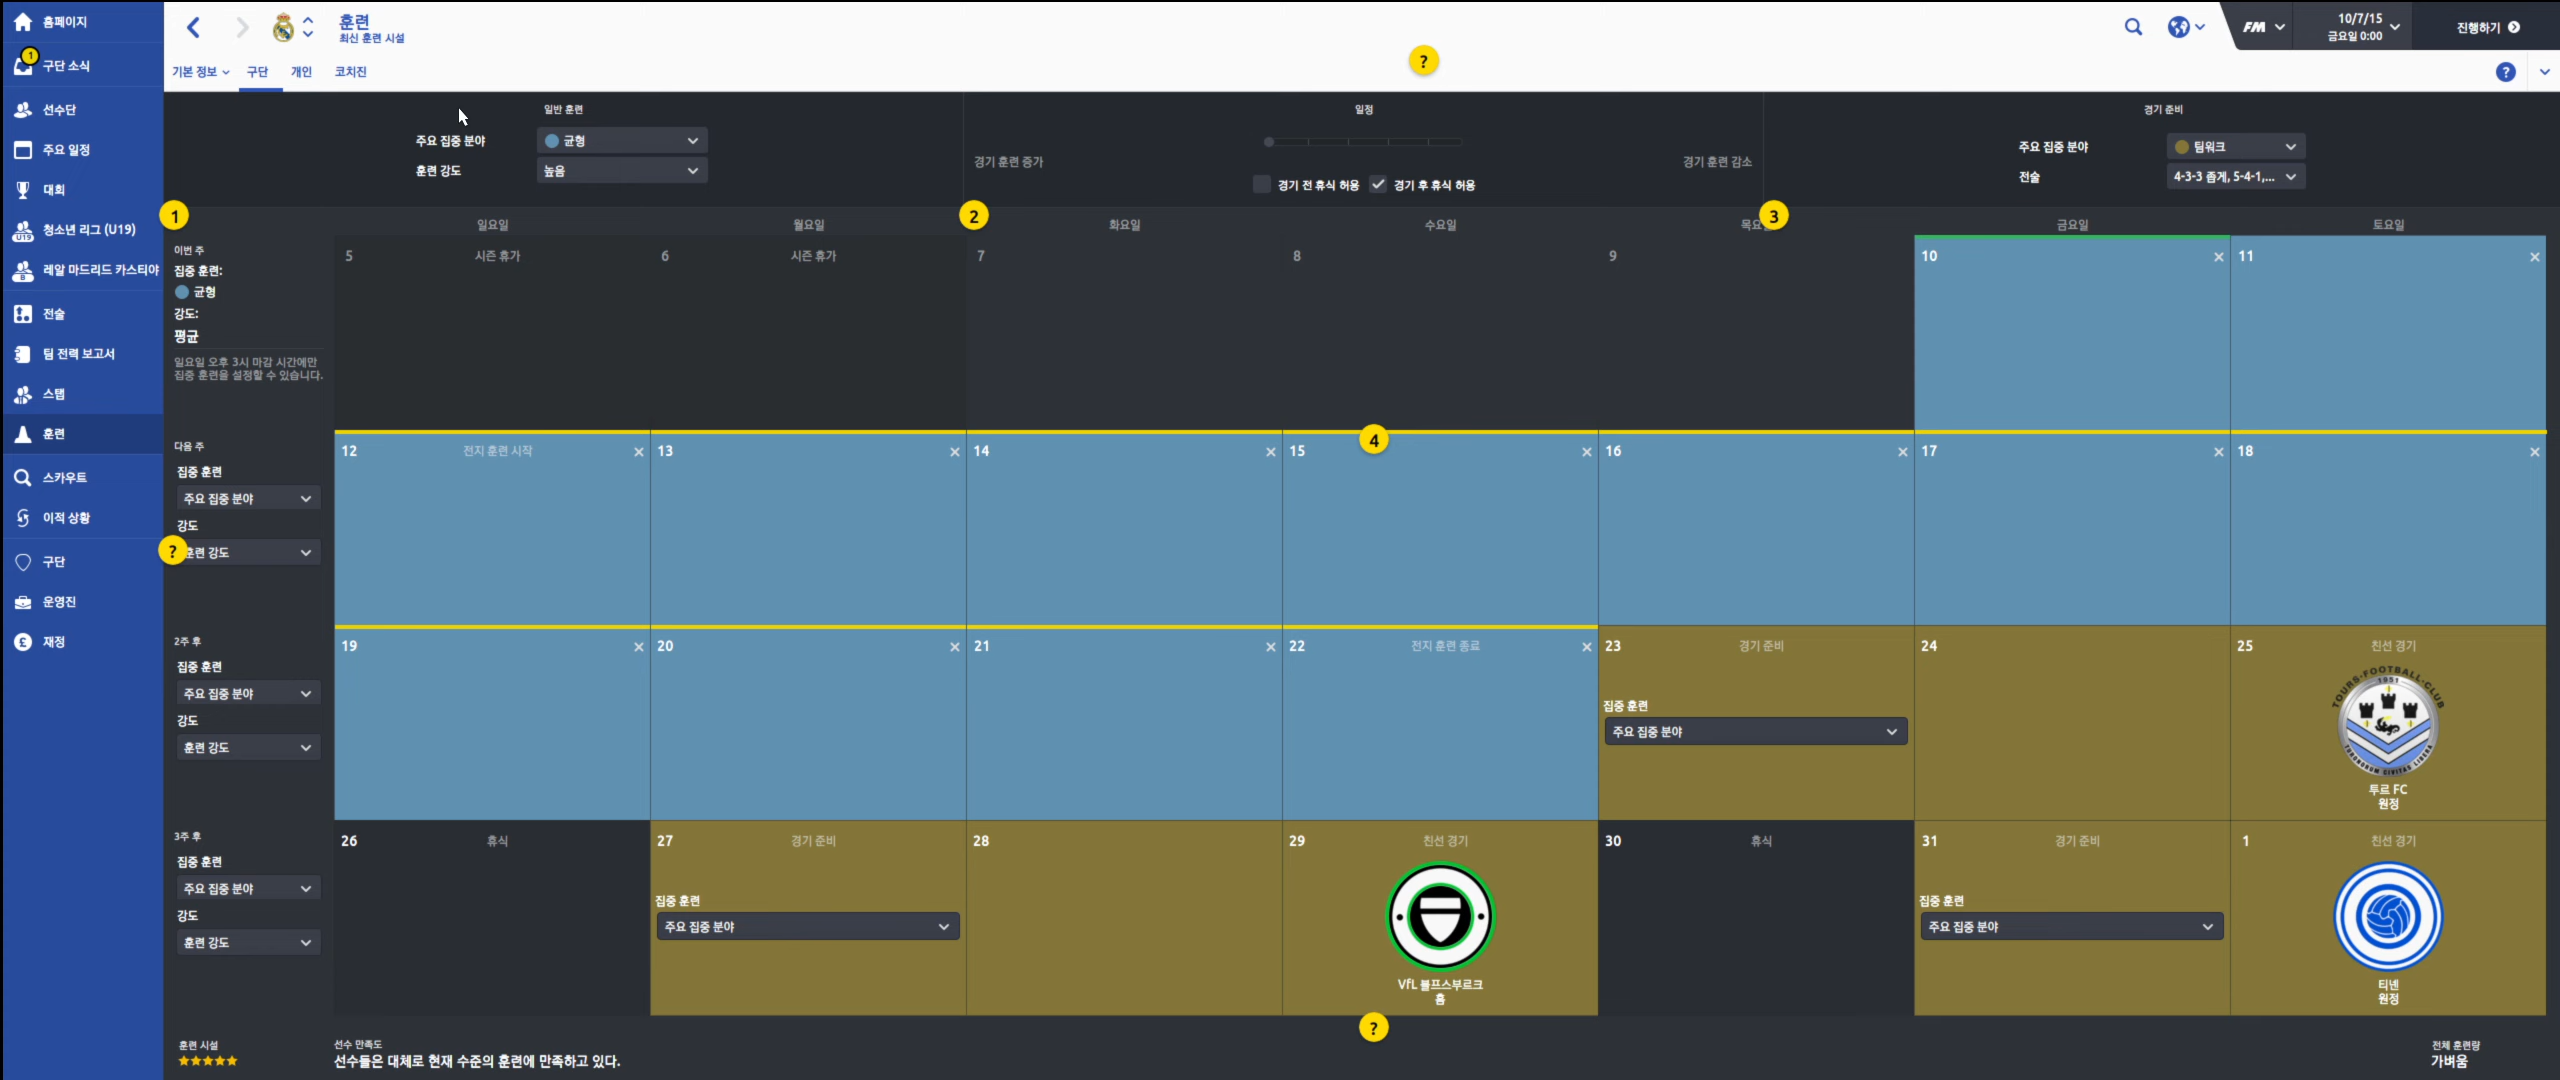 홈페이지
1
구단 소식
선수단
주요 일정
대회
청소년 리그 (U19)
레알 마드리드 카스티야
전술
팀 전력 보고서
스탭
훈련
스카우트
이적 상황
구단
운영진
재정
훈련
최신 훈련 시설
FM
10/7/15
금요일 0:00
진행하기
기본 정보
구단
개인
코치진
?
?
일반 훈련
주요 집중 분야
균형
훈련 강도
높음
일정
경기 훈련 증가
경기 훈련 감소
경기 전 휴식 허용
경기 후 휴식 허용
경기 준비
주요 집중 분야
팀워크
전술
4-3-3 좁게, 5-4-1,...
1
2
3
일요일
월요일
화요일
수요일
목요
금요일
토요일
이번 주
집중 훈련:
균형
강도:
평균
일요일 오후 3시 마감 시간에만
집중 훈련을 설정할 수 있습니다.
5 시즌 휴가
6 시즌 휴가
7
8
9
10
11
다음 주
집중 훈련
주요 집중 분야
강도
?
훈련 강도
4
12 전지 훈련 시작
13
14
15
16
17
18
2주 후
집중 훈련
주요 집중 분야
강도
훈련 강도
19
20
21
22 전지 훈련 종료
23 경기 준비
집중 훈련
주요 집중 분야
24
25 친선 경기
TOURS·FOOTBALL·CLUB
1951
TURONORUM CIVITAS LIBERA
투르 FC
원정
3주 후
집중 훈련
주요 집중 분야
강도
훈련 강도
26 휴식
27 경기 준비
집중 훈련
주요 집중 분야
28
29 친선 경기
VfL 볼프스부르크
홈
30 휴식
31 경기 준비
집중 훈련
주요 집중 분야
1 친선 경기
티넨
원정
?
훈련 시설
선수 만족도
선수들은 대체로 현재 수준의 훈련에 만족하고 있다.
전체 훈련량
가벼움